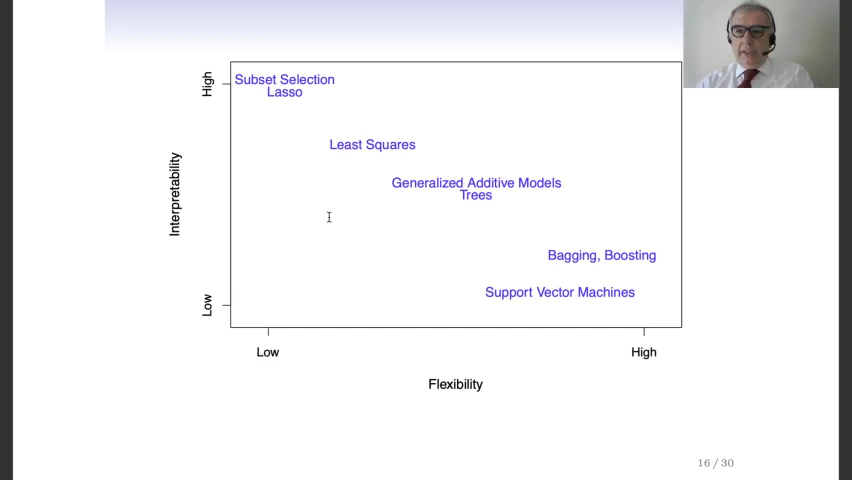 High
Subset Selection
Lasso
Least Squares
Generalized Additive Models
Trees
Interpretability
Bagging, Boosting
Support Vector Machines
Low
Low
High
Flexibility
16 / 30